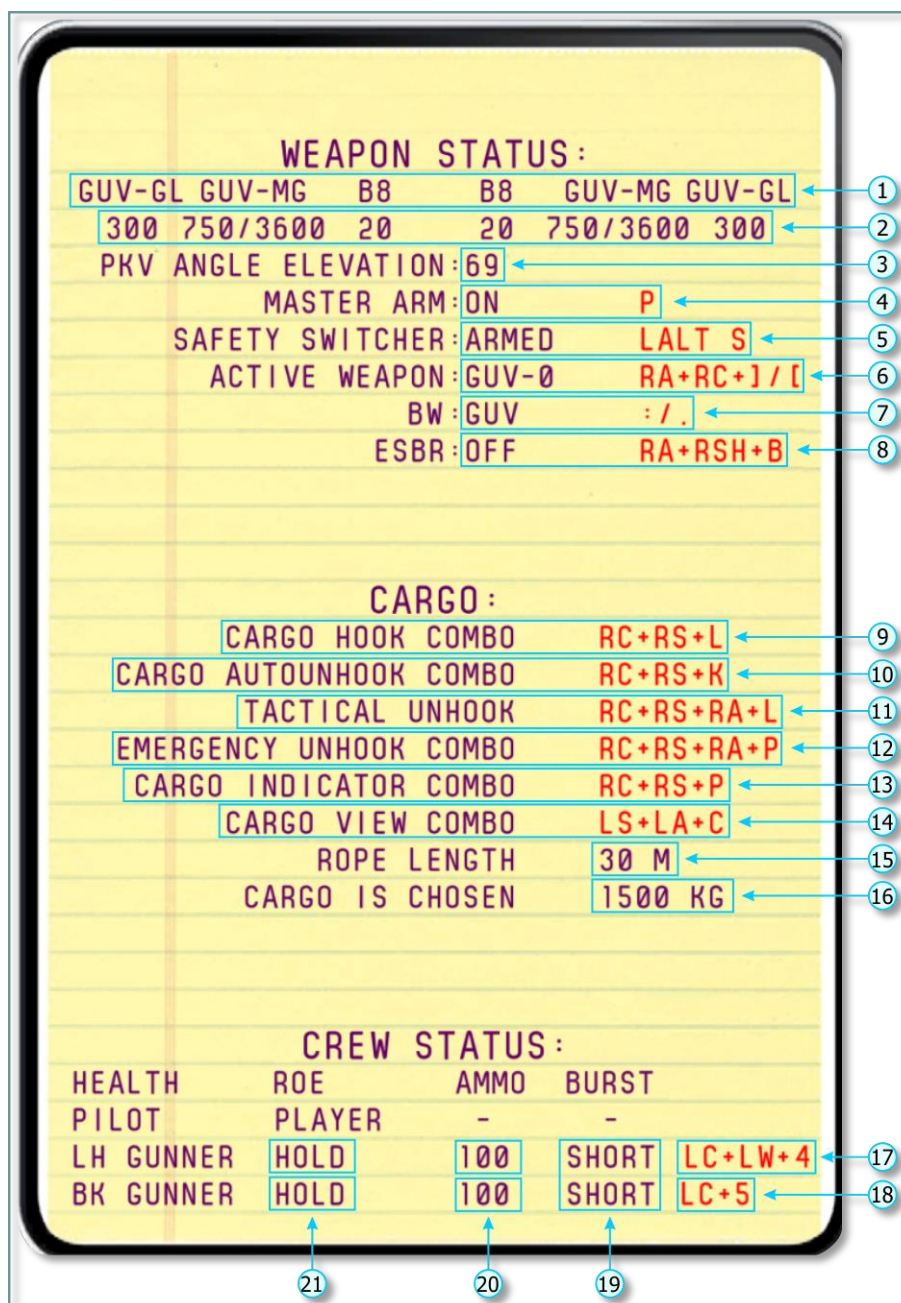 WEAPON STATUS:
GUV-GL GUV-MG B8 B8 GUV-MG GUV-GL 1
300 750/3600 20 20 750/3600 300 2
PKV ANGLE ELEVATION:69 3
MASTER ARM:ON P 4
SAFETY SWITCHER:ARMED LALT S 5
ACTIVE WEAPON:GUV-0 RA+RC+]/[ 6
BW:GUV :/. 7
ESBR:OFF RA+RSH+B 8
CARGO:
CARGO HOOK COMBO RC+RS+L 9
CARGO AUTOUNHOOK COMBO RC+RS+K 10
TACTICAL UNHOOK RC+RS+RA+L 11
EMERGENCY UNHOOK COMBO RC+RS+RA+P 12
CARGO INDICATOR COMBO RC+RS+P 13
CARGO VIEW COMBO LS+LA+C 14
ROPE LENGTH 30 M 15
CARGO IS CHOSEN 1500 KG 16
CREW STATUS:
HEALTH ROE AMMO BURST
PILOT PLAYER - -
LH GUNNER HOLD 100 SHORT LC+LW+4 17
BK GUNNER HOLD 100 SHORT LC+5 18
21 20 19